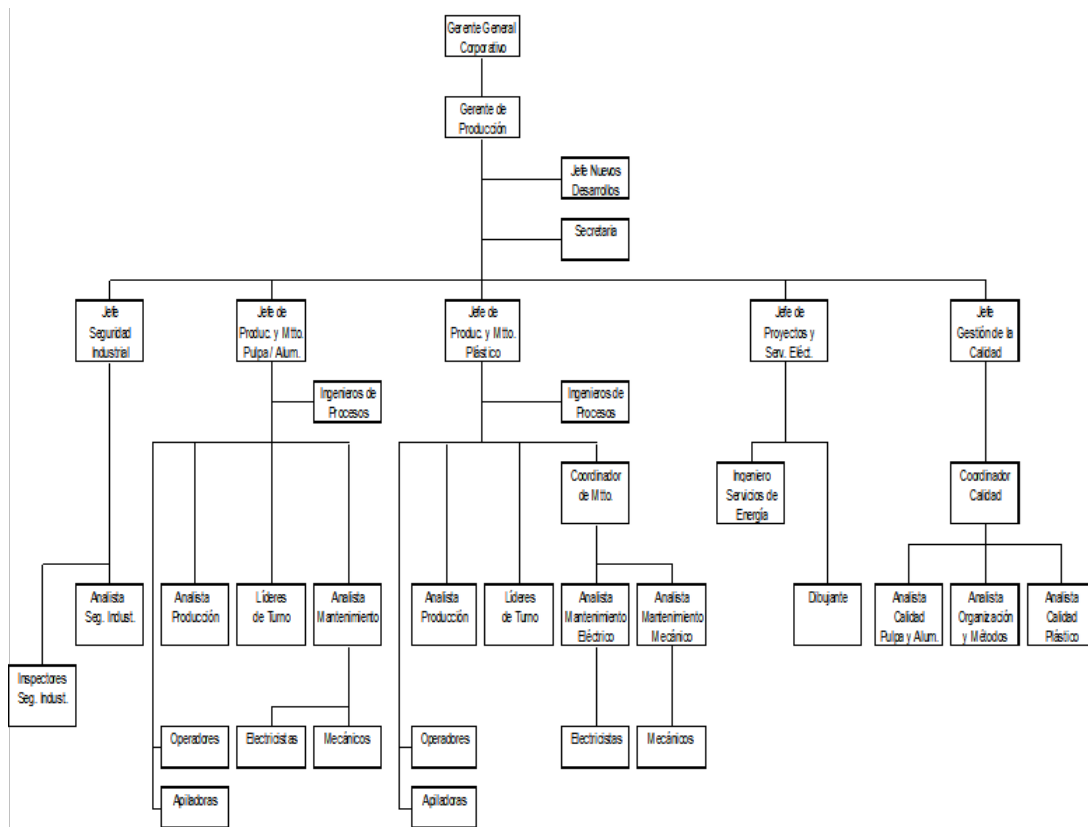 Gerente General
Corporativo
Gerente de
Producción
Jefe Nuevos
Desarrollos
Secretaria
Jefe
Seguridad
Industrial
Jefe de
Produc. y Mtto.
Pulpa / Alum.
Jefe de
Produc. y Mtto.
Plástico
Jefe de
Proyectos y
Serv. Eléct.
Jefe
Gestión de la
Calidad
Ingenieros de
Procesos
Ingenieros de
Procesos
Coordinador
de Mtto.
Ingeniero
Servicios de
Energía
Coordinador
Calidad
Analista
Seg. Indust.
Analista
Producción
Líderes
de Turno
Analista
Mantenimiento
Analista
Producción
Líderes
de Turno
Analista
Mantenimiento
Eléctrico
Analista
Mantenimiento
Mecánico
Dibujante
Analista
Calidad
Pulpa y Alum.
Analista
Organización
y Métodos
Analista
Calidad
Plástico
Inspectores
Seg. Indust.
Operadores
Electricistas
Mecánicos
Operadores
Electricistas
Mecánicos
Apiladoras
Apiladoras